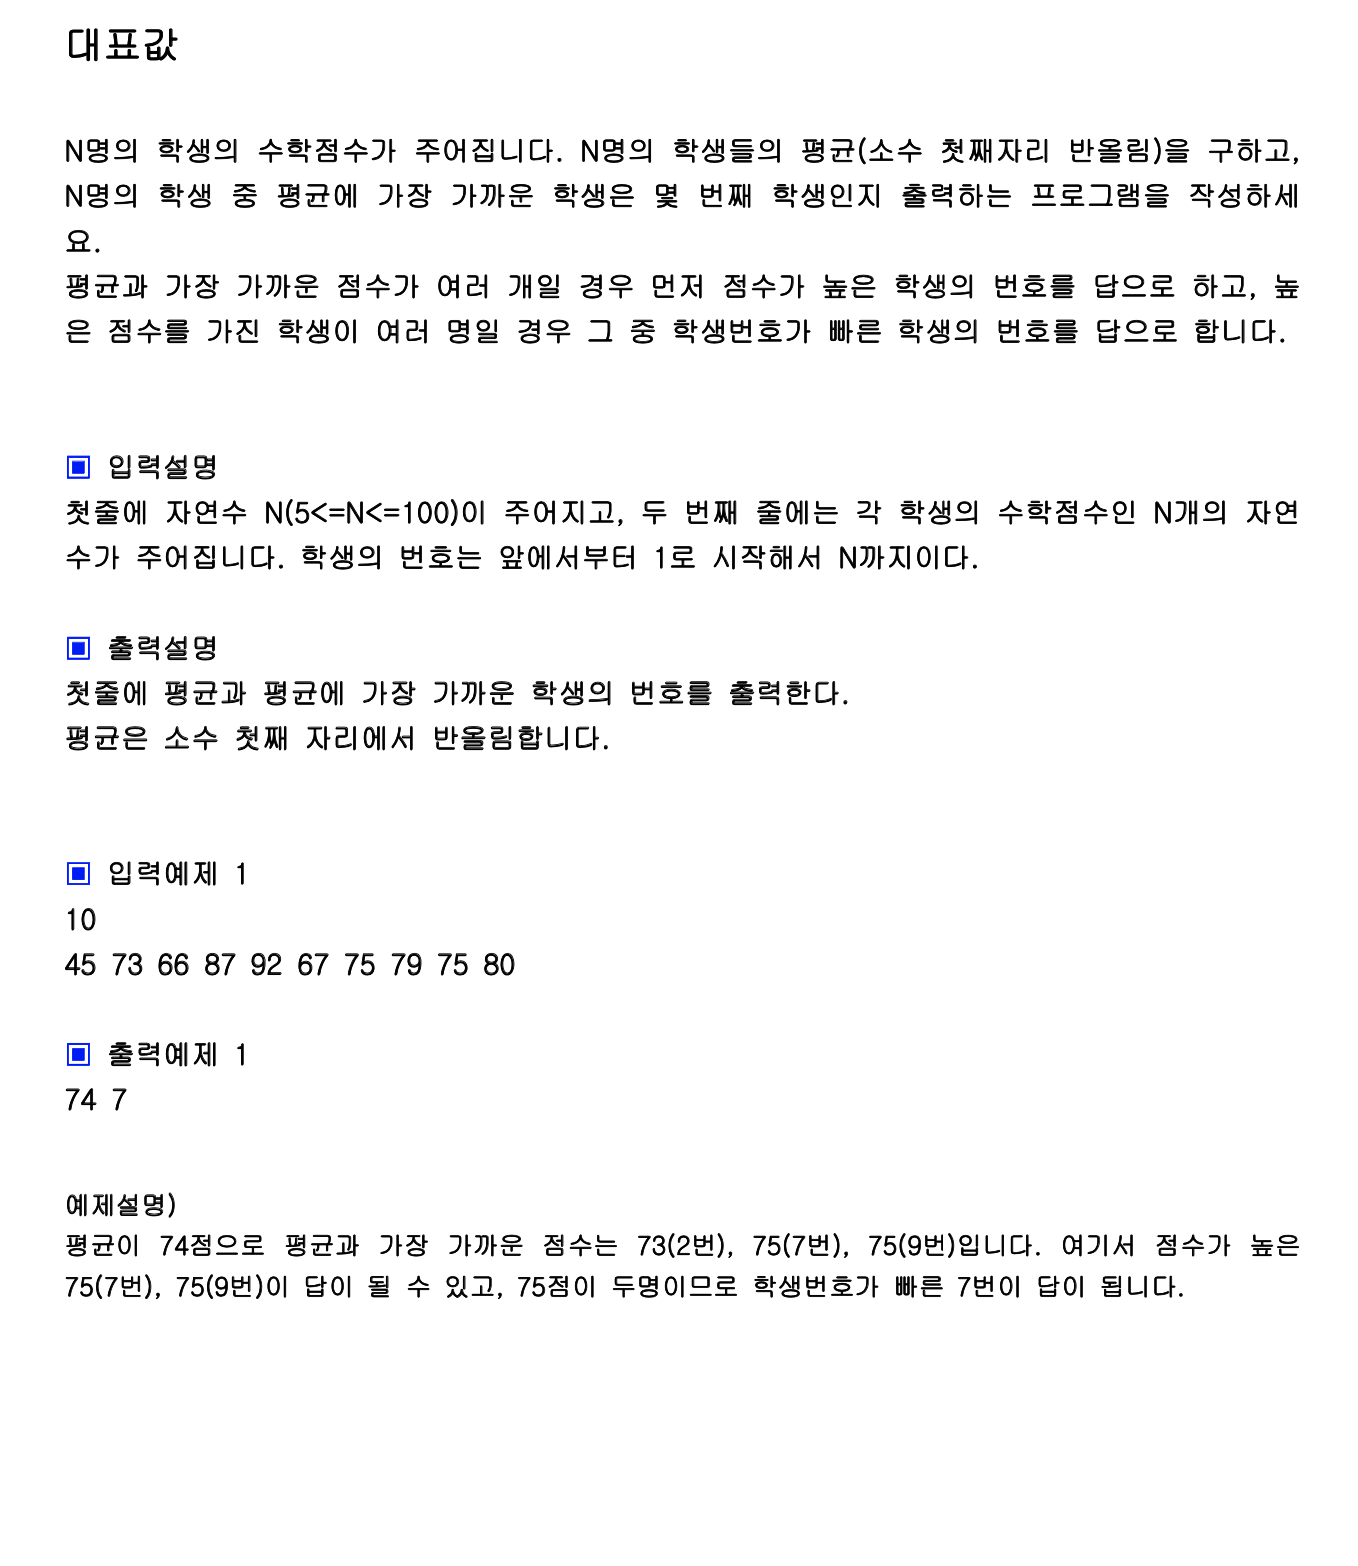 대표값
N명의 학생의 수학점수가 주어집니다. N명의 학생들의 평균(소수 첫째자리 반올림)을 구하고,
N명의 학생 중 평균에 가장 가까운 학생은 몇 번째 학생인지 출력하는 프로그램을 작성하세
요.
평균과 가장 가까운 점수가 여러 개일 경우 먼저 점수가 높은 학생의 번호를 답으로 하고, 높
은 점수를 가진 학생이 여러 명일 경우 그 중 학생번호가 빠른 학생의 번호를 답으로 합니다.
▣ 입력설명
첫줄에 자연수 N(5<=N<=100)이 주어지고, 두 번째 줄에는 각 학생의 수학점수인 N개의 자연
수가 주어집니다. 학생의 번호는 앞에서부터 1로 시작해서 N까지이다.
▣ 출력설명
첫줄에 평균과 평균에 가장 가까운 학생의 번호를 출력한다.
평균은 소수 첫째 자리에서 반올림합니다.
▣ 입력예제 1
10
45 73 66 87 92 67 75 79 75 80
▣ 출력예제 1
74 7
예제설명)
평균이 74점으로 평균과 가장 가까운 점수는 73(2번), 75(7번), 75(9번)입니다. 여기서 점수가 높은
75(7번), 75(9번)이 답이 될 수 있고, 75점이 두명이므로 학생번호가 빠른 7번이 답이 됩니다.